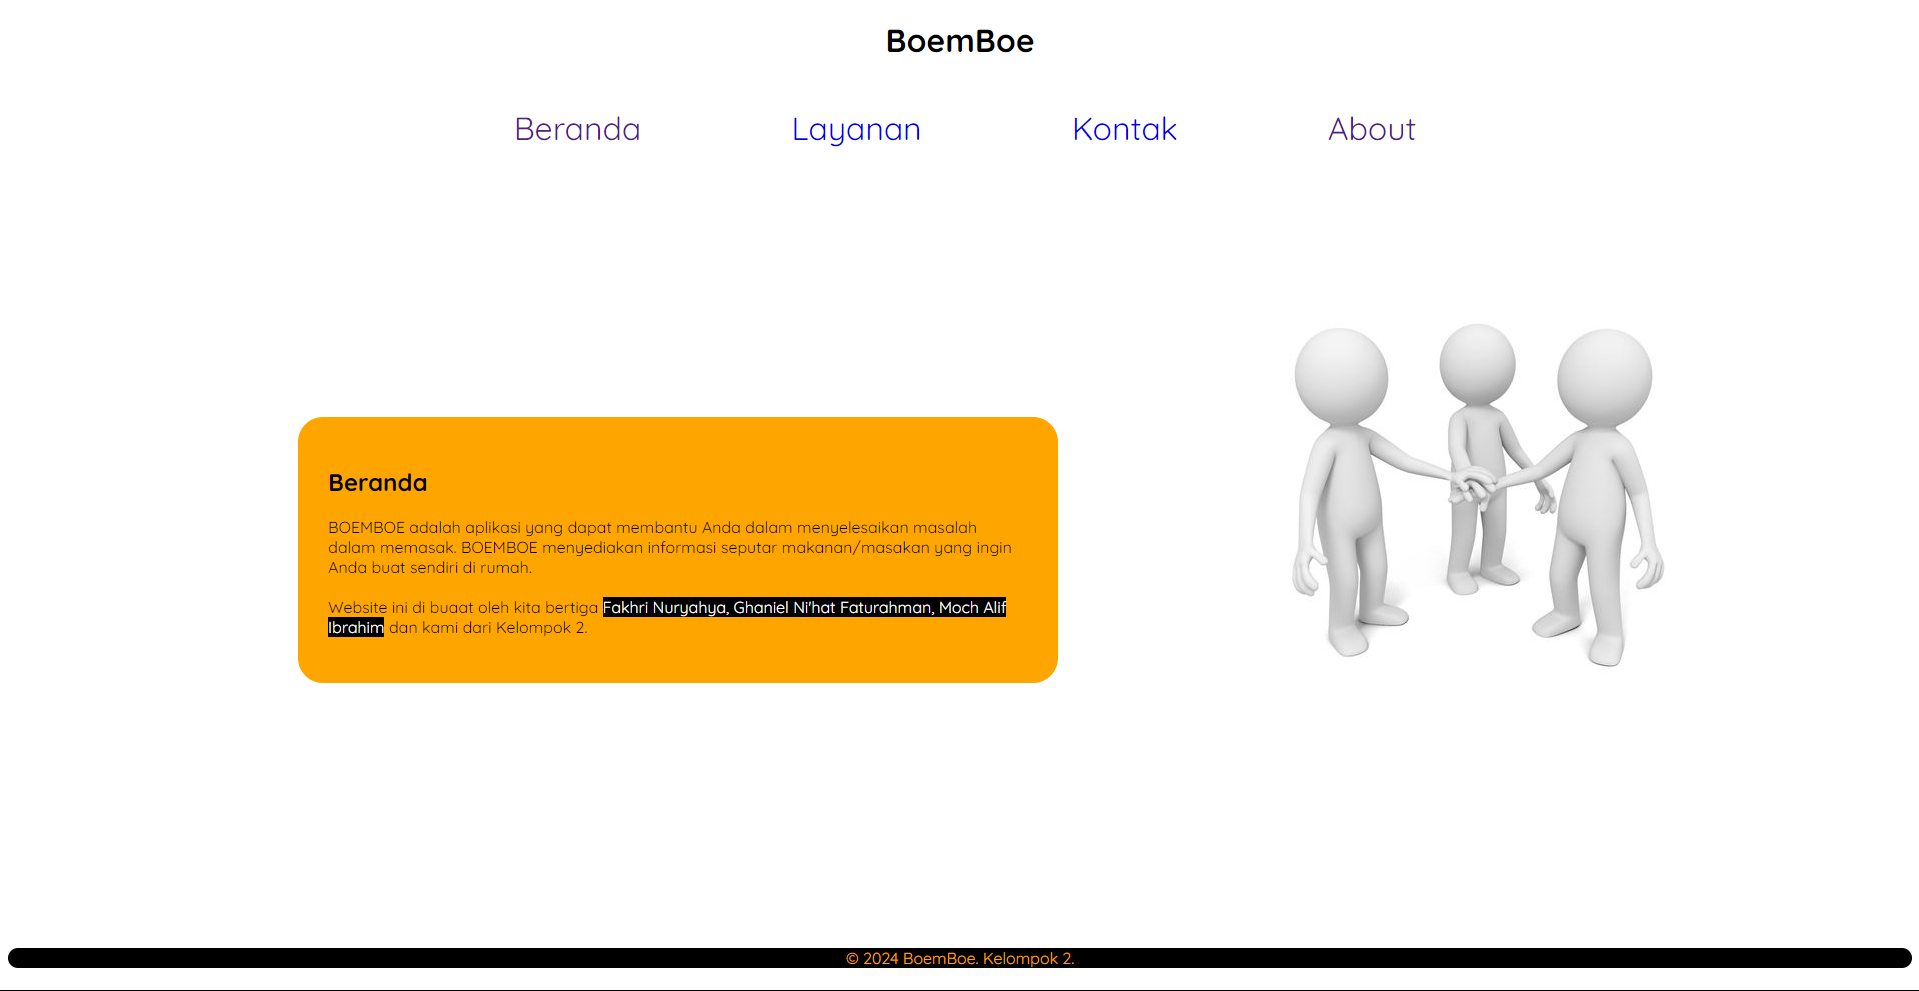 BoemBoe
Beranda Layanan Kontak About
Beranda
BOEMBOE adalah aplikasi yang dapat membantu Anda dalam menyelesaikan masalah
dalam memasak. BOEMBOE menyediakan informasi seputar makanan/masakan yang ingin
Anda buat sendiri di rumah.
Website ini di buaat oleh kita bertiga Fakhri Nuryahya, Ghaniel Ni'hat Faturahman, Moch Alif
Ibrahim dan kami dari Kelompok 2.
© 2024 BoemBoe. Kelompok 2.